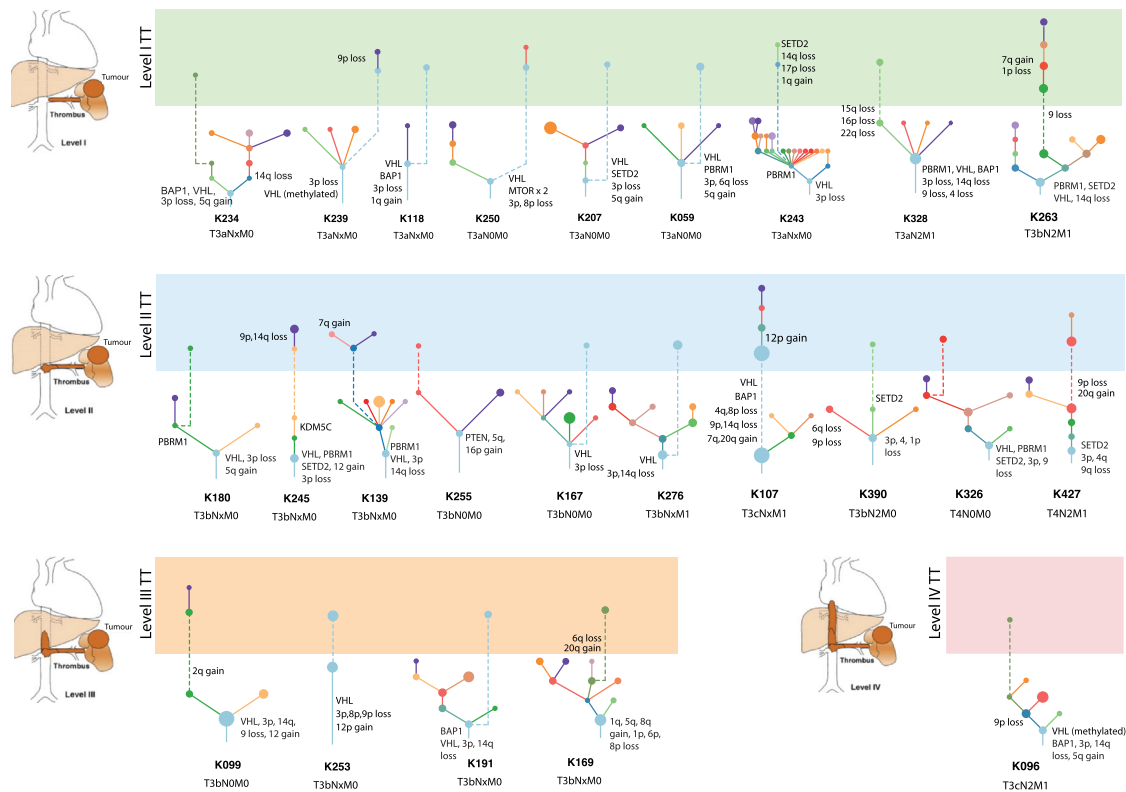 Level I TT
Tumour
Thrombus
Level I
9p loss
SETD2
14q loss
17p loss
1q gain
7q gain
1p loss
9 loss
15q loss
16p loss
22q loss
BAP1, VHL,
3p loss, 5q gain
14q loss
VHL (methylated)
3p loss
VHL
BAP1
3p loss
1q gain
VHL
MTOR x 2
3p, 8p loss
VHL
SETD2
3p loss
5q gain
VHL
PBRM1
3p, 6q loss
5q gain
PBRM1
VHL
3p loss
PBRM1, VHL, BAP1
3p loss, 14q loss
9 loss, 4 loss
PBRM1, SETD2
VHL, 14q loss
K234
T3aNxM0
K239
T3aNxM0
K118
T3aNxM0
K250
T3aN0M0
K207
T3aN0M0
K059
T3aN0M0
K243
T3aNxM0
K328
T3aN2M1
K263
T3bN2M1
Level II TT
Tumour
Thrombus
Level II
9p,14q loss
7q gain
12p gain
PBRM1
VHL, 3p loss
5q gain
KDM5C
VHL, PBRM1
SETD2, 12 gain
3p loss
PBRM1
VHL, 3p
14q loss
PTEN, 5q,
16p gain
VHL
3p loss
VHL
3p,14q loss
VHL
BAP1
4q,8p loss
9p,14q loss
7q,20q gain
6q loss
9p loss
SETD2
3p, 4, 1p
loss
VHL, PBRM1
SETD2, 3p, 9
loss
9p loss
20q gain
SETD2
3p, 4q
9q loss
K180
T3bNxM0
K245
T3bNxM0
K139
T3bNxM0
K255
T3bN0M0
K167
T3bN0M0
K276
T3bNxM1
K107
T3cNxM1
K390
T3bN2M0
K326
T4N0M0
K427
T4N2M1
Level III TT
Tumour
Thrombus
Level III
2q gain
VHL, 3p, 14q,
9 loss, 12 gain
VHL
3p,8p,9p loss
12p gain
BAP1
VHL, 3p, 14q
loss
6q loss
20q gain
1q, 5q, 8q
gain, 1p, 6p,
8p loss
K099
T3bN0M0
K253
T3bNxM0
K191
T3bNxM0
K169
T3bNxM0
Level IV TT
Tumour
Thrombus
Level IV
9p loss
VHL (methylated)
BAP1, 3p, 14q
loss, 5q gain
K096
T3cN2M1